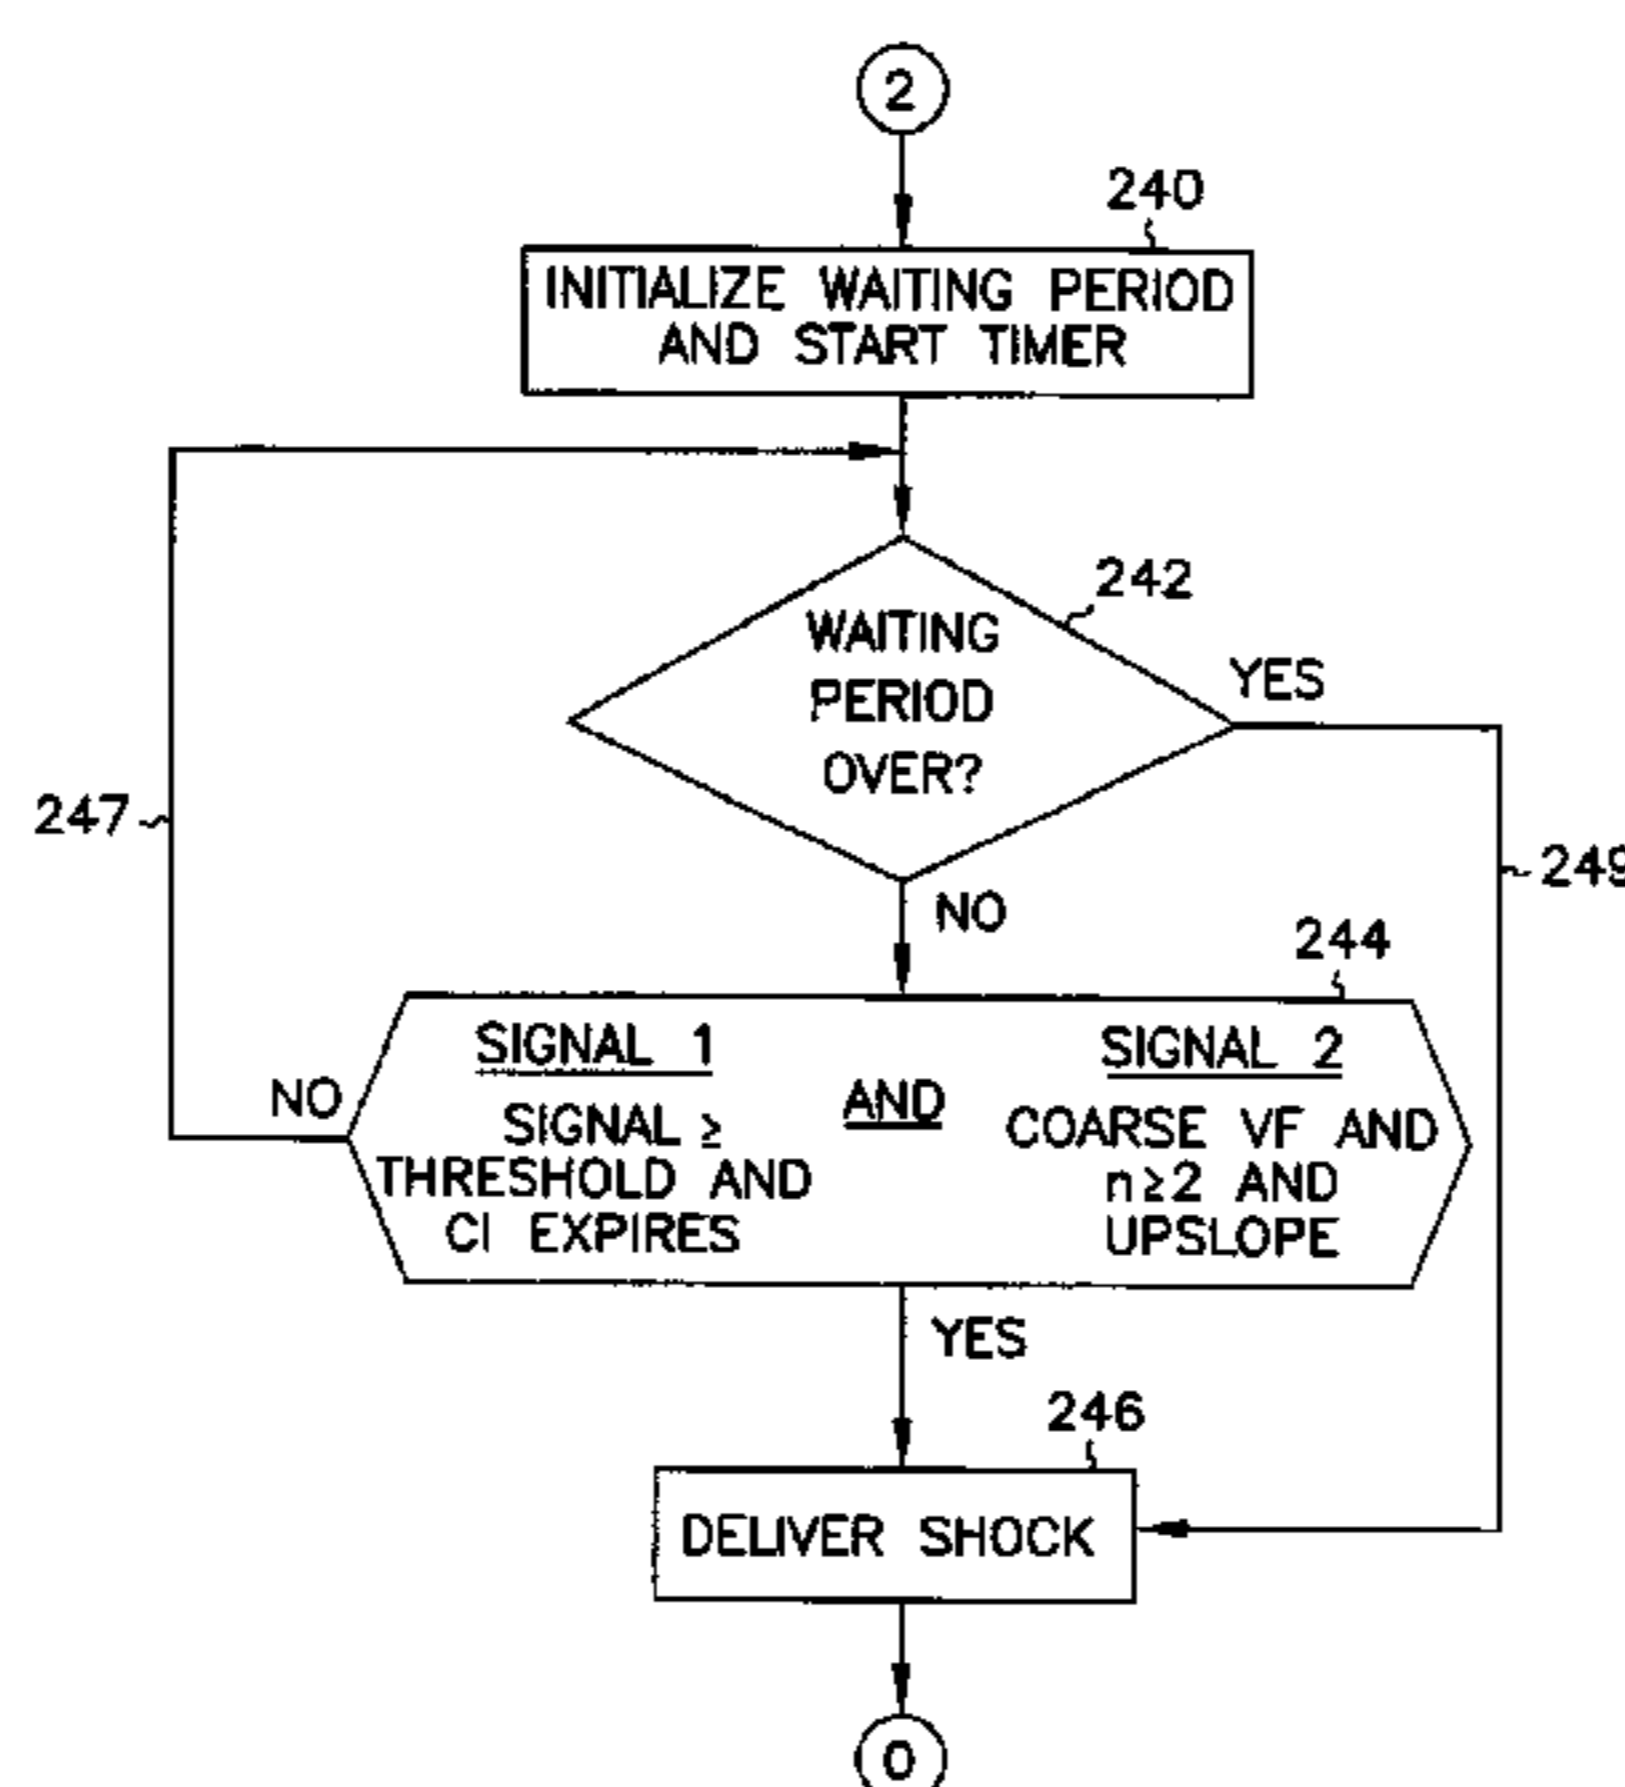 2
240
INITIALIZE WAITING PERIOD
AND START TIMER
242
WAITING
PERIOD
OVER?
YES
247
249
NO
244
SIGNAL 1
SIGNAL ≥
THRESHOLD AND
CI EXPIRES
AND
SIGNAL 2
COARSE VF AND
n≥2 AND
UPSLOPE
NO
YES
246
DELIVER SHOCK
0